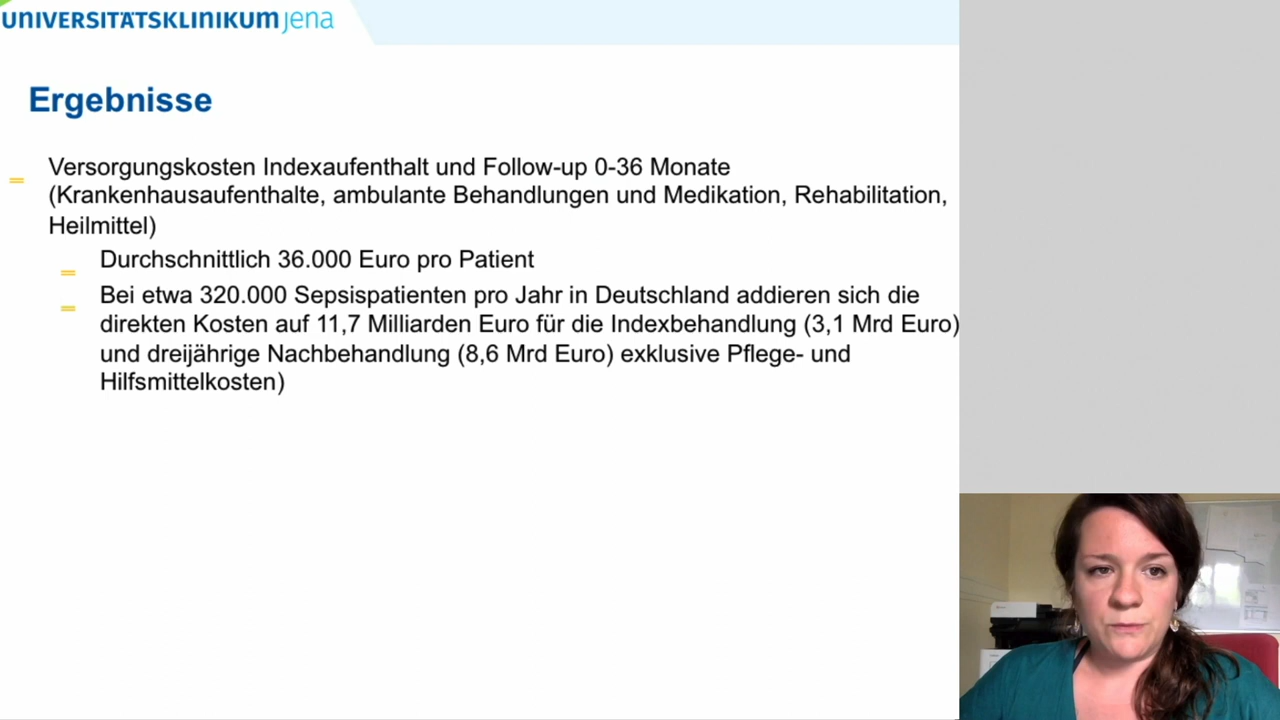 UNIVERSITÄTSKLINIKUM jena
Ergebnisse
Versorgungskosten Indexaufenthalt und Follow-up 0-36 Monate
(Krankenhausaufenthalte, ambulante Behandlungen und Medikation, Rehabilitation,
Heilmittel)
Durchschnittlich 36.000 Euro pro Patient
Bei etwa 320.000 Sepsispatienten pro Jahr in Deutschland addieren sich die
direkten Kosten auf 11,7 Milliarden Euro für die Indexbehandlung (3,1 Mrd Euro)
und dreijährige Nachbehandlung (8,6 Mrd Euro) exklusive Pflege- und
Hilfsmittelkosten)